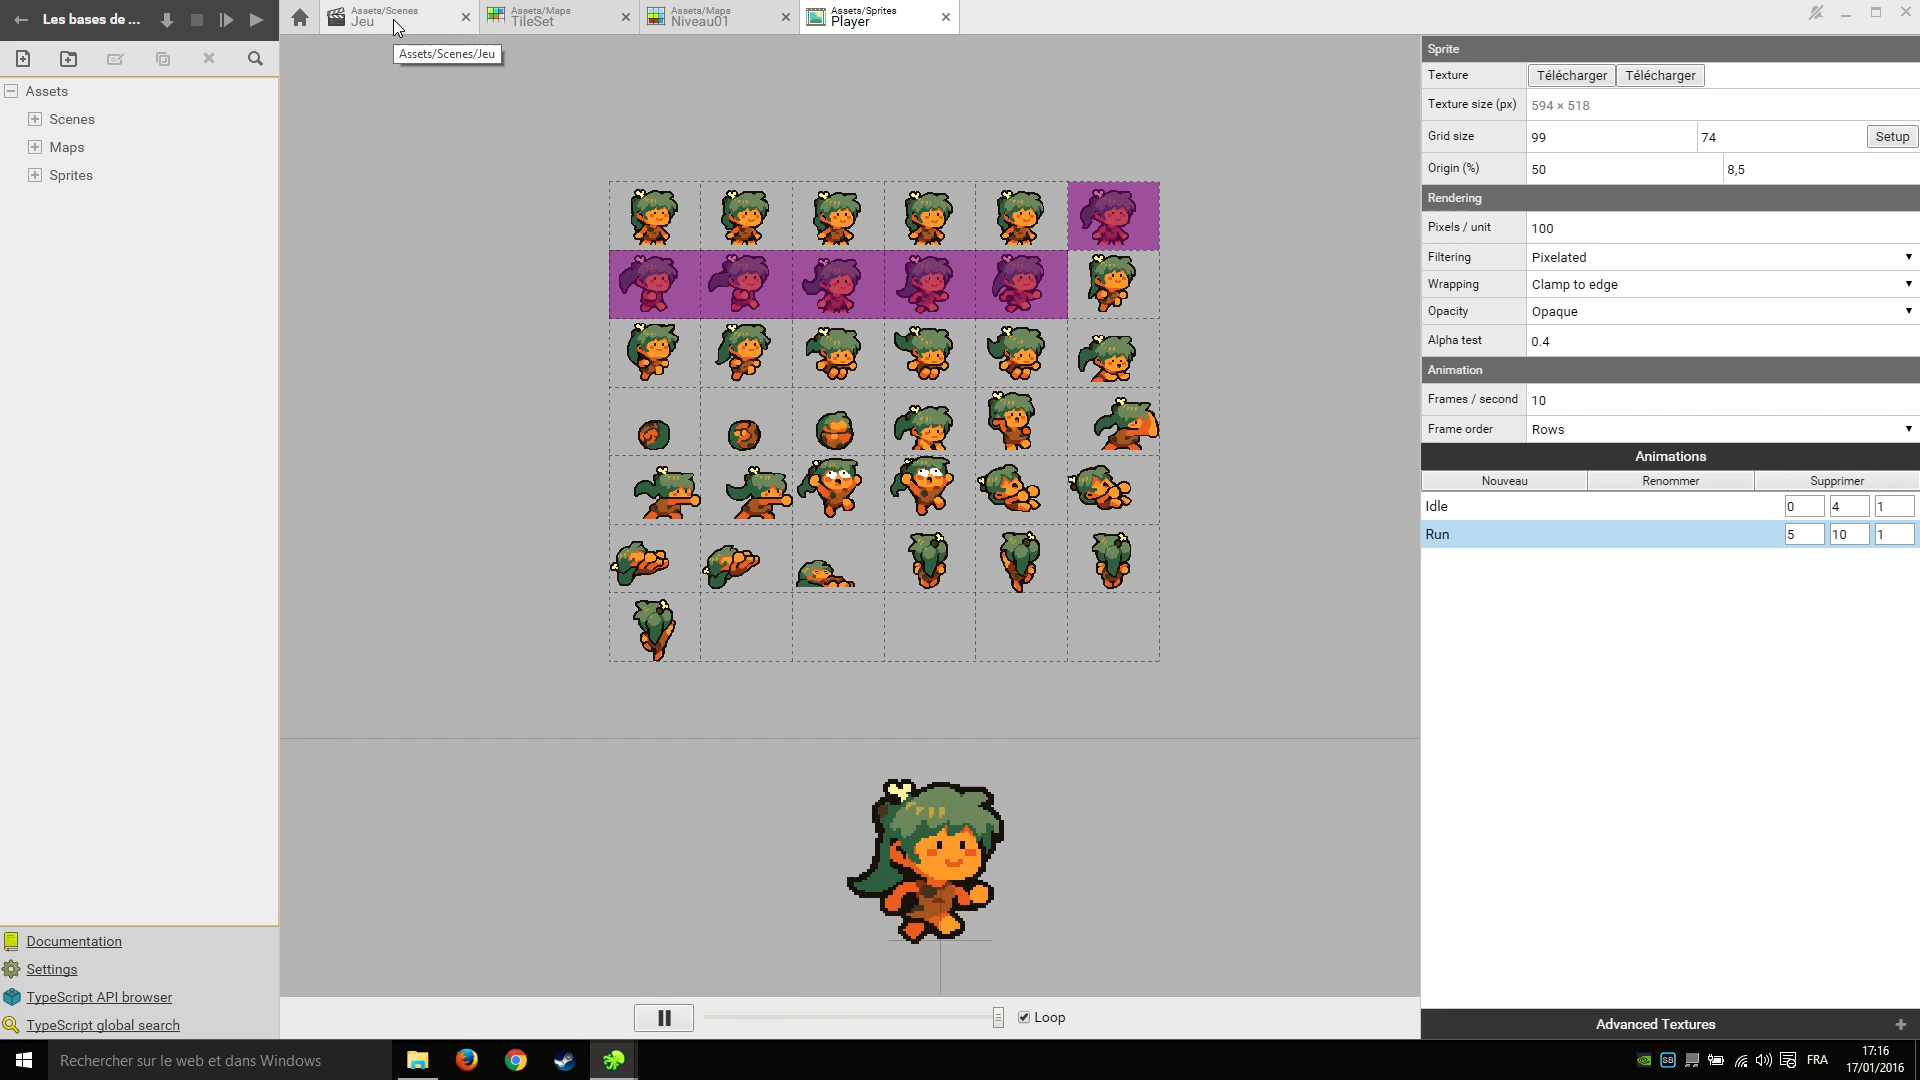 Les bases de ...
Assets/Scenes
Jeu
Assets/Maps
TileSet
Assets/Maps
Niveau01
Assets/Sprites
Player
Assets/Scenes/Jeu
Assets
Scenes
Maps
Sprites
Documentation
Settings
TypeScript API browser
TypeScript global search
Loop
Sprite
Texture Télécharger Télécharger
Texture size (px) 594 × 518
Grid size 99 74 Setup
Origin (%) 50 8,5
Rendering
Pixels / unit 100
Filtering Pixelated
Wrapping Clamp to edge
Opacity Opaque
Alpha test 0.4
Animation
Frames / second 10
Frame order Rows
Animations
Nouveau Renommer Supprimer
Idle 0 4 1
Run 5 10 1
Advanced Textures
Rechercher sur le web et dans Windows
SB
FRA
17:16
17/01/2016